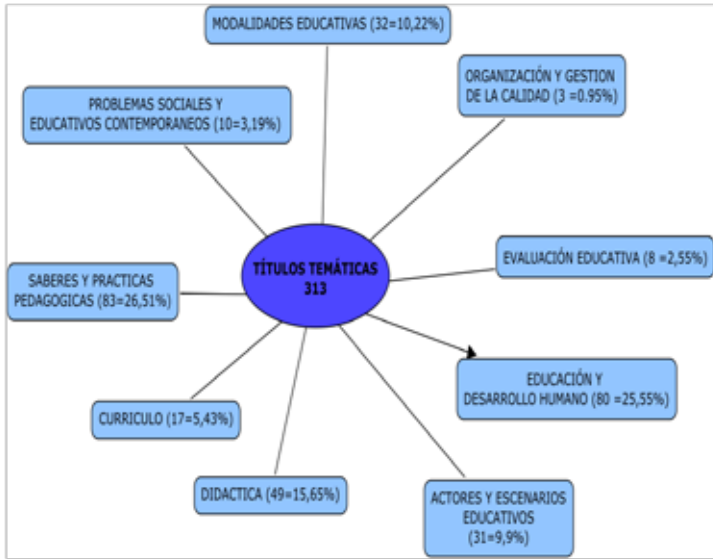 MODALIDADES EDUCATIVAS (32=10,22%)
ORGANIZACIÓN Y GESTION
DE LA CALIDAD (3 =0.95%)
PROBLEMAS SOCIALES Y
EDUCATIVOS CONTEMPORANEOS (10=3,19%)
TÍTULOS TEMÁTICAS
313
EVALUACIÓN EDUCATIVA (8 =2,55%)
SABERES Y PRACTICAS
PEDAGOGICAS (83=26,51%)
EDUCACIÓN Y
DESARROLLO HUMANO (80 =25,55%)
CURRICULO (17=5,43%)
DIDACTICA (49=15,65%)
ACTORES Y ESCENARIOS
EDUCATIVOS
(31=9,9%)